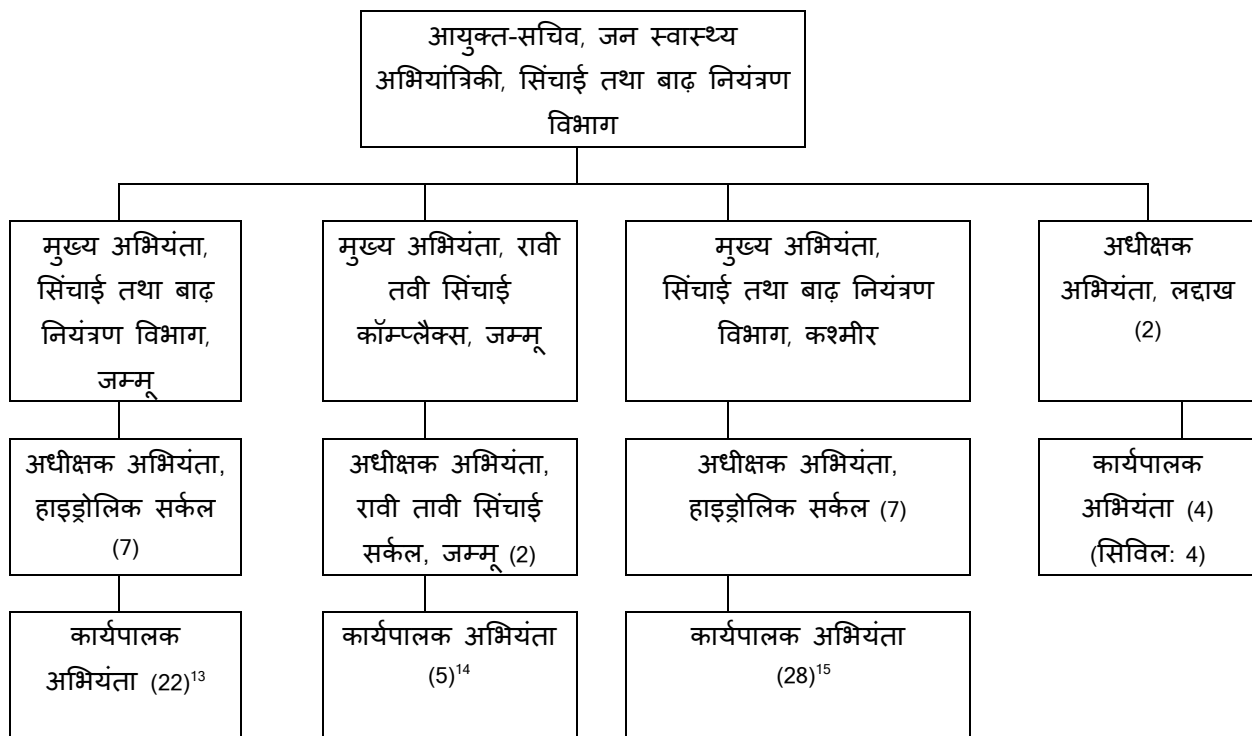 आयुक्त-सचिव, जन स्वास्थ्य
अभियांत्रिकी, सिंचाई तथा बाढ़ नियंत्रण
विभाग
मुख्य अभियंता,
सिंचाई तथा बाढ़
नियंत्रण विभाग,
जम्मू
मुख्य अभियंता, रावी
तवी सिंचाई
कॉम्प्लैक्स, जम्मू
मुख्य अभियंता,
सिंचाई तथा बाढ़ नियंत्रण
विभाग, कश्मीर
अधीक्षक
अभियंता, लद्दाख
(2)
अधीक्षक अभियंता,
हाइड्रोलिक सर्कल
(7)
अधीक्षक अभियंता,
रावी तावी सिंचाई
सर्कल, जम्मू (2)
अधीक्षक अभियंता,
हाइड्रोलिक सर्कल (7)
कार्यपालक
अभियंता (4)
(सिविल: 4)
कार्यपालक
अभियंता (22)¹³
कार्यपालक अभियंता
(5)¹⁴
कार्यपालक अभियंता
(28)¹⁵